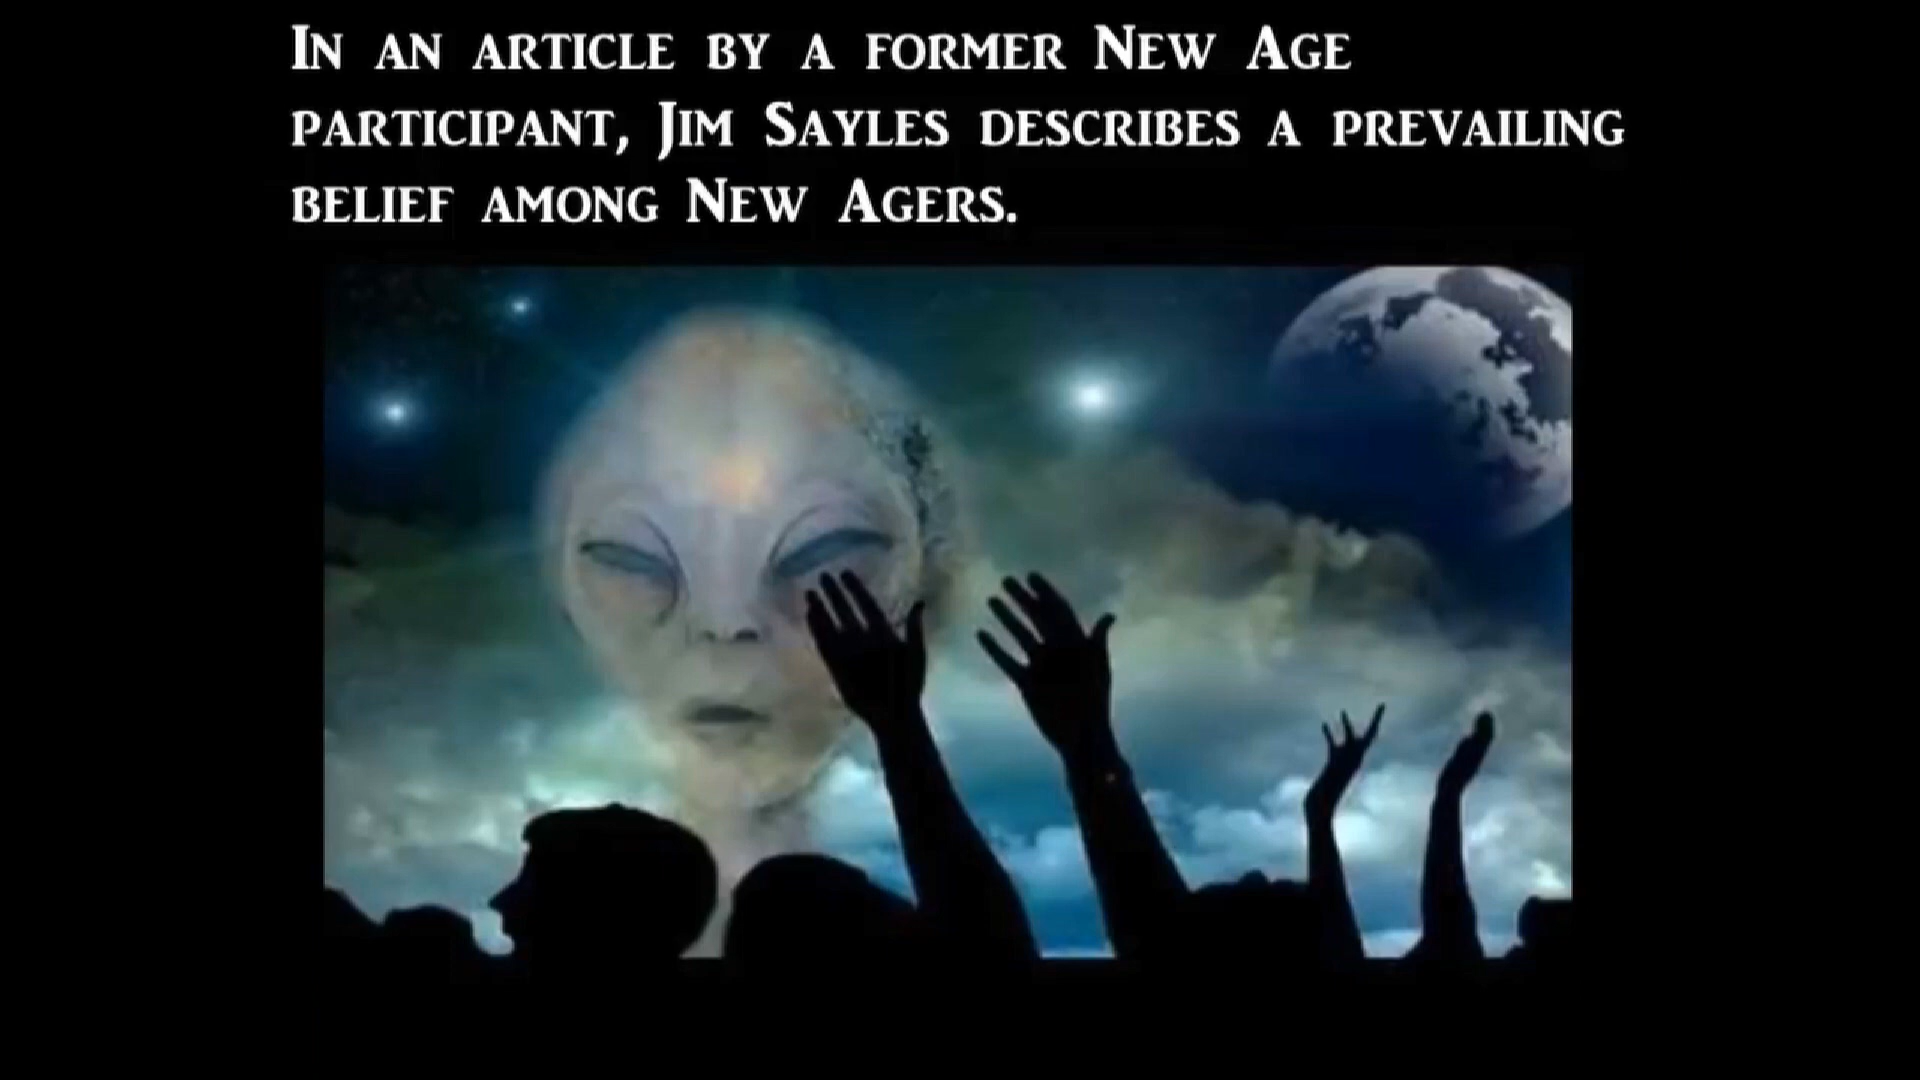 In an article by a former New Age
participant, Jim Sayles describes a prevailing
belief among New Agers.